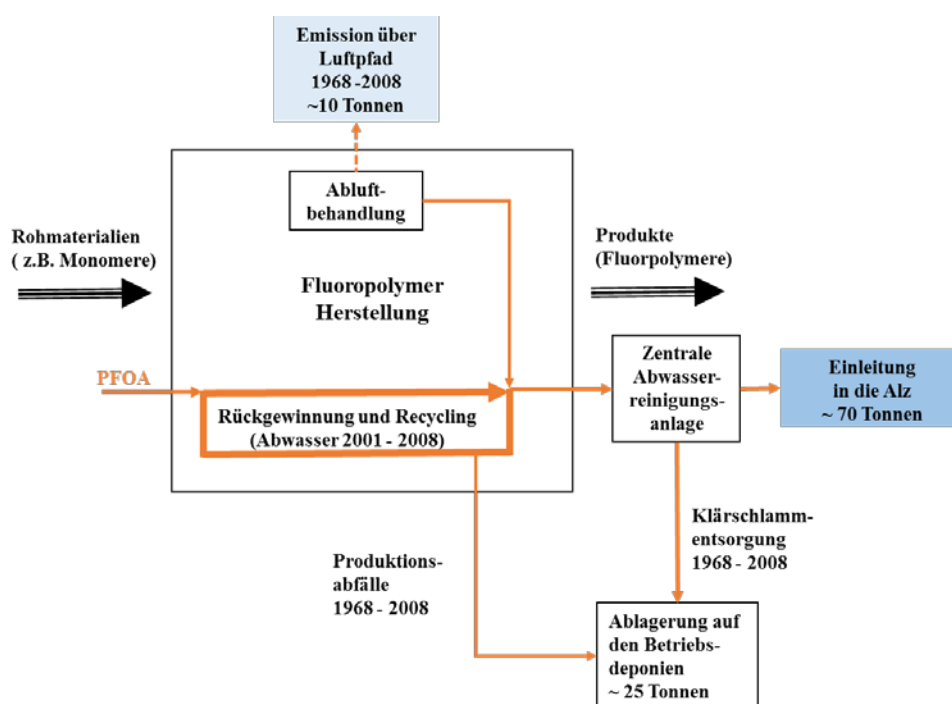 Emission über
Luftpfad
1968 -2008
~10 Tonnen
Abluft-
behandlung
Rohmaterialien
( z.B. Monomere)
Produkte
(Fluorpolymere)
Fluoropolymer
Herstellung
PFOA
Rückgewinnung und Recycling
(Abwasser 2001 - 2008)
Zentrale
Abwasser-
reinigungs-
anlage
Einleitung
in die Alz
~ 70 Tonnen
Produktions-
abfälle
1968 - 2008
Klärschlamm-
entsorgung
1968 - 2008
Ablagerung auf
den Betriebs-
deponien
~ 25 Tonnen